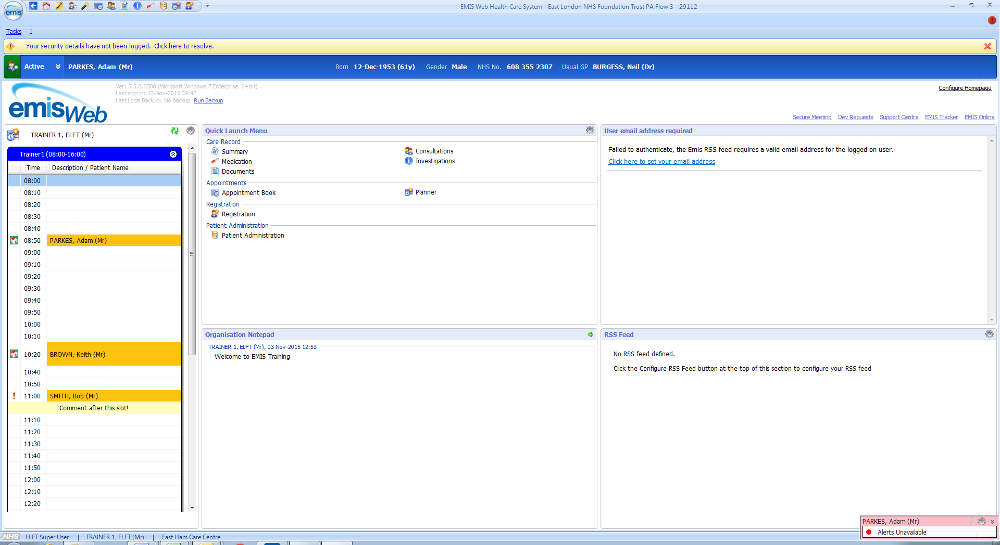 EMIS Web Health Care System - East London NHS Foundation Trust PA Flow 3 - 29112
emis
Tasks - 1
Your security details have not been logged. Click here to resolve.
Active PARKES, Adam (Mr) Born 12-Dec-1953 (61y) Gender Male NHS No. 608 355 2307 Usual GP BURGESS, Neil (Dr)
emisWeb
Ver: 5.5.0.0500 (Microsoft Windows 7 Enterprise 64 bit)
Last sign in: 13-Nov-2015 09:42
Last Local Backup: No backup Run Backup
Configure Homepage
Secure Meeting Dev Requests Support Centre EMIS Tracker EMIS Online
TRAINER 1, ELFT (Mr)
Trainer1 (08:00-16:00)
Time Description / Patient Name
08:00
08:10
08:20
08:30
08:40
08:50 PARKES, Adam (Mr)
09:00
09:10
09:20
09:30
09:40
09:50
10:00
10:10
10:20 BROWN, Keith (Mr)
10:40
10:50
11:00 SMITH, Bob (Mr)
Comment after this slot!
11:10
11:20
11:30
11:40
11:50
12:00
12:10
12:20
Quick Launch Menu
Care Record
Summary Consultations
Medication Investigations
Documents
Appointments
Appointment Book Planner
Registration
Registration
Patient Administration
Patient Administration
User email address required
Failed to authenticate, the Emis RSS feed requires a valid email address for the logged on user.
Click here to set your email address
Organisation Notepad
TRAINER 1, ELFT (Mr), 03-Nov-2015 12:53
Welcome to EMIS Training
RSS Feed
No RSS feed defined.
Click the Configure RSS Feed button at the top of this section to configure your RSS feed
PARKES, Adam (Mr)
Alerts Unavailable
NHS ELFT Super User | TRAINER 1, ELFT (Mr) | East Ham Care Centre